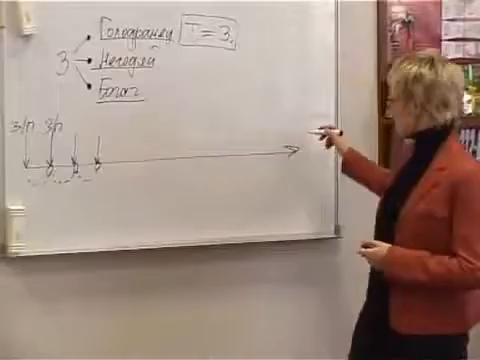 Голодранец T = 3.
3 Негодяй
Богач
З/п З/п